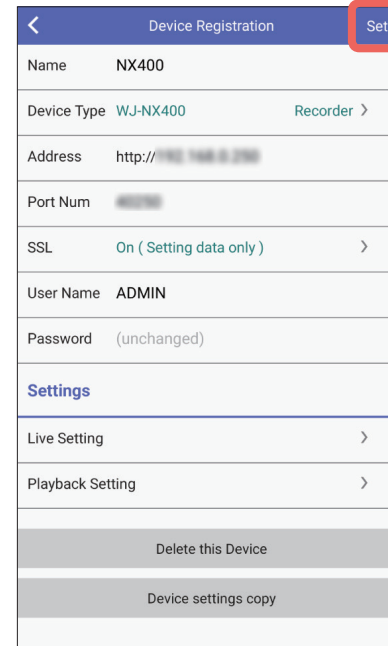 Device Registration Set
Name NX400
Device Type WJ-NX400 Recorder
Address http://
Port Num
SSL On ( Setting data only )
User Name ADMIN
Password (unchanged)
Settings
Live Setting
Playback Setting
Delete this Device
Device settings copy